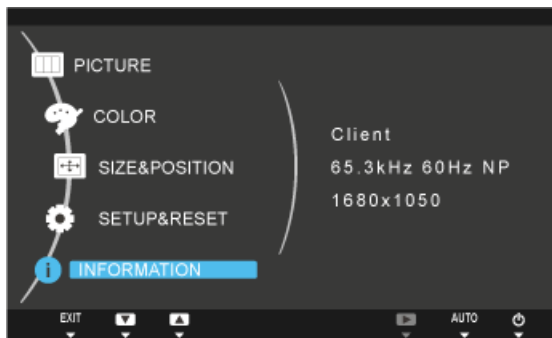 PICTURE
COLOR
SIZE&POSITION
SETUP&RESET
INFORMATION
Client
65.3kHz 60Hz NP
1680x1050
EXIT
AUTO